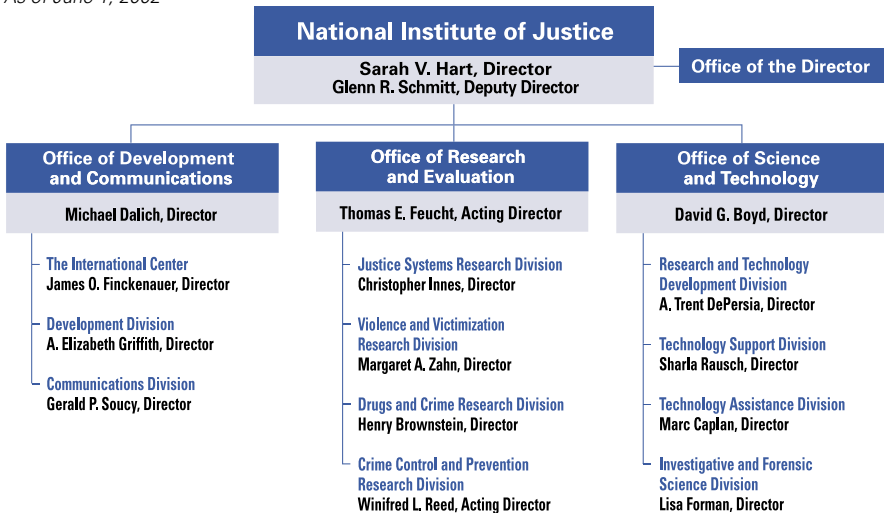 As of June 1, 2002
National Institute of Justice
Sarah V. Hart, Director
Glenn R. Schmitt, Deputy Director
Office of the Director
Office of Development
and Communications
Michael Dalich, Director
The International Center
James O. Finckenauer, Director
Development Division
A. Elizabeth Griffith, Director
Communications Division
Gerald P. Soucy, Director
Office of Research
and Evaluation
Thomas E. Feucht, Acting Director
Justice Systems Research Division
Christopher Innes, Director
Violence and Victimization
Research Division
Margaret A. Zahn, Director
Drugs and Crime Research Division
Henry Brownstein, Director
Crime Control and Prevention
Research Division
Winifred L. Reed, Acting Director
Office of Science
and Technology
David G. Boyd, Director
Research and Technology
Development Division
A. Trent DePersia, Director
Technology Support Division
Sharla Rausch, Director
Technology Assistance Division
Marc Caplan, Director
Investigative and Forensic
Science Division
Lisa Forman, Director